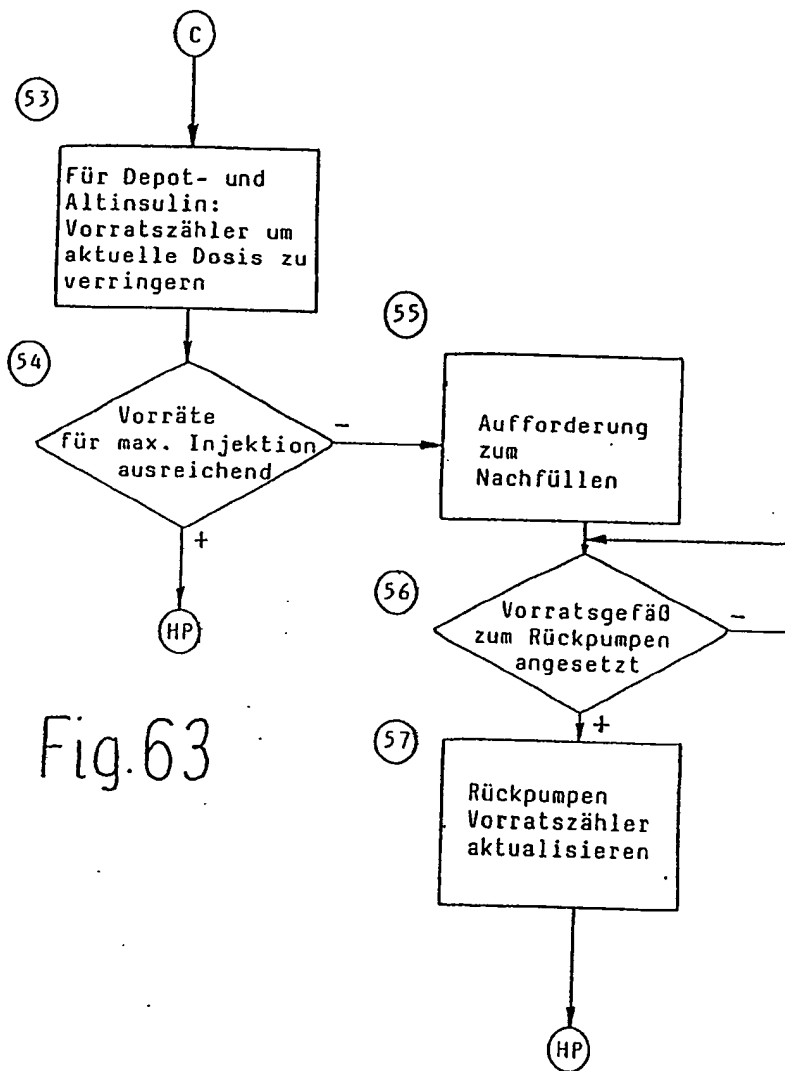 C
53
Für Depot- und
Altinsulin:
Vorratszähler um
aktuelle Dosis zu
verringern
54
Vorräte
für max. Injektion
ausreichend
-
+
HP
55
Aufforderung
zum
Nachfüllen
56
Vorratsgefäß
zum Rückpumpen
angesetzt
-
+
57
Rückpumpen
Vorratszähler
aktualisieren
HP
Fig.63